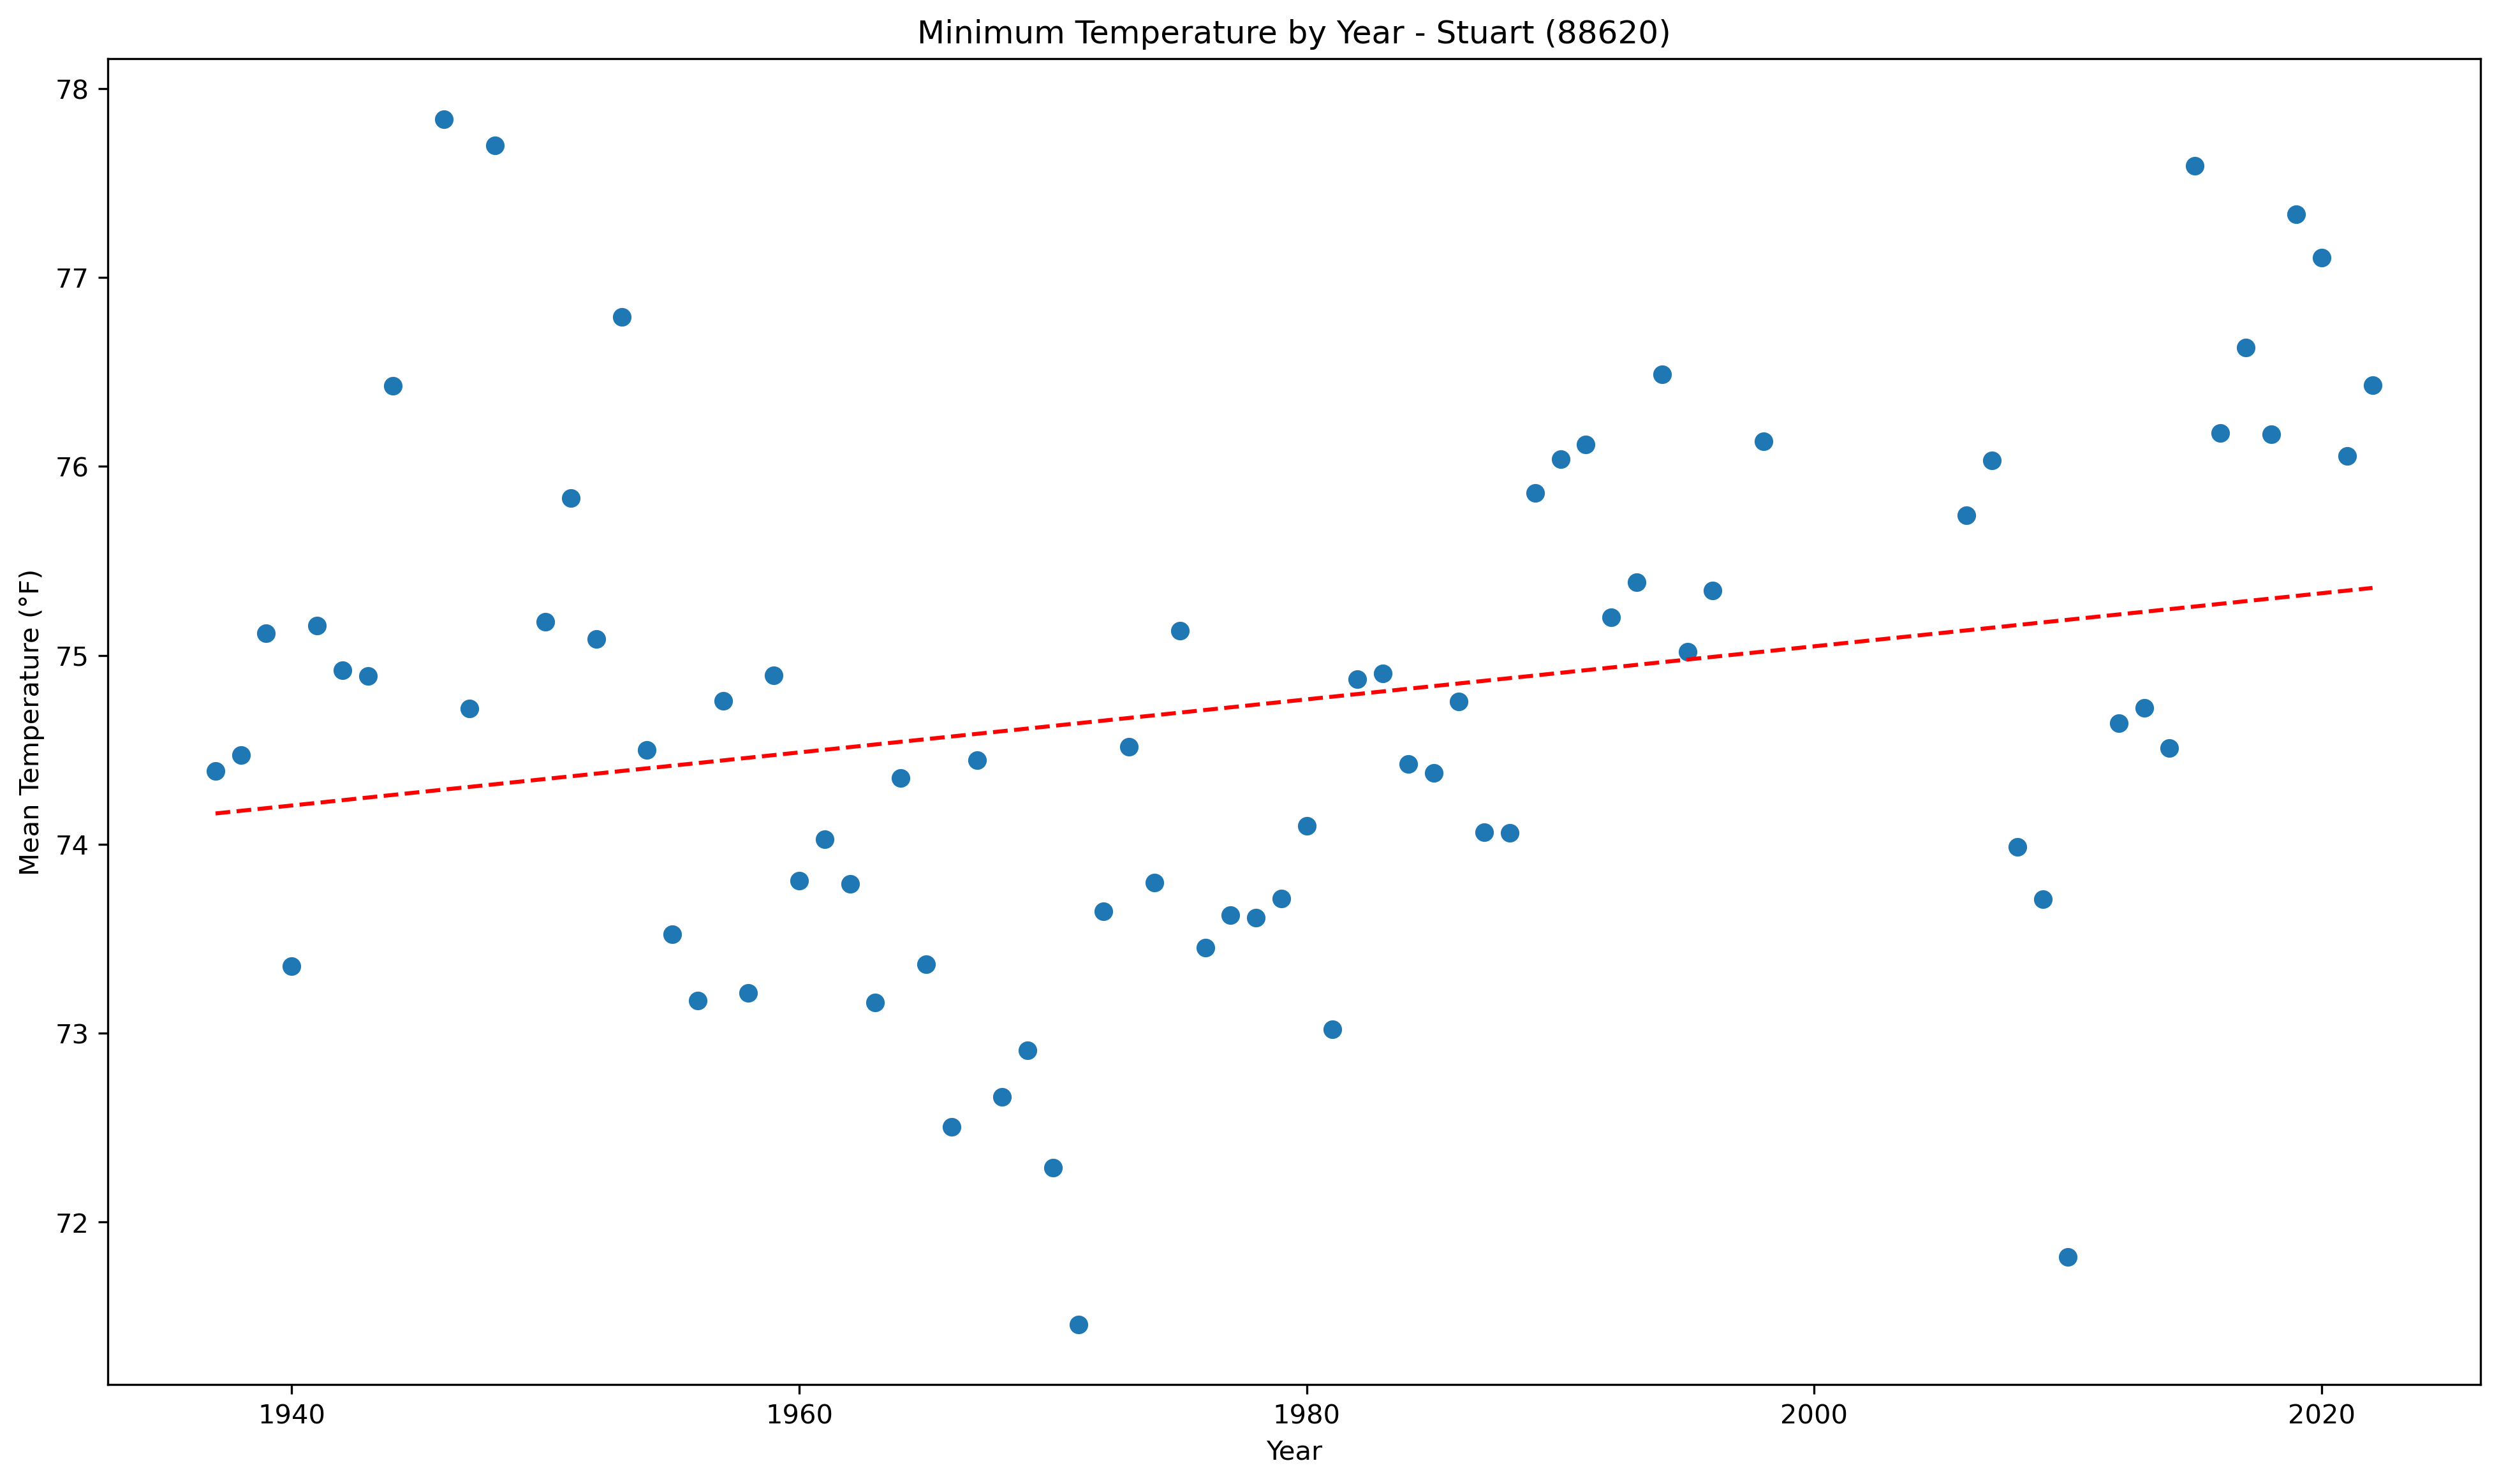 Minimum Temperature by Year - Stuart (88620)
78
77
76
75
74
73
72
Mean Temperature (°F)
1940 1960 1980 2000 2020
Year